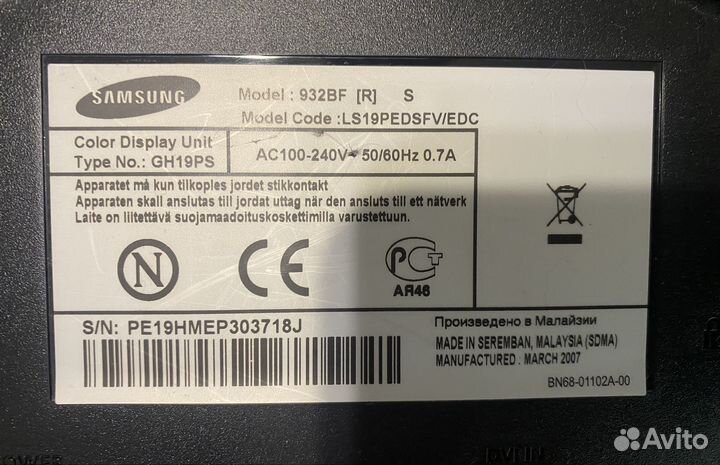 SAMSUNG
Model : 932BF [R] S
Model Code : LS19PEDSFV/EDC
Color Display Unit
Type No.: GH19PS
AC100-240V~ 50/60Hz 0.7A
Apparatet må kun tilkoples jordet stikkontakt
Apparaten skall anslutas till jordat uttag när den ansluts till ett nätverk
Laite on liitettävä suojamaadoituskoskettimilla varustettuun.
N
CE
РСТ
АЯ46
S/N: PE19HMEP303718J
Произведено в Малайзии
MADE IN SEREMBAN, MALAYSIA (SDMA)
MANUFACTURED : MARCH 2007
BN68-01102A-00
POWER
Avito